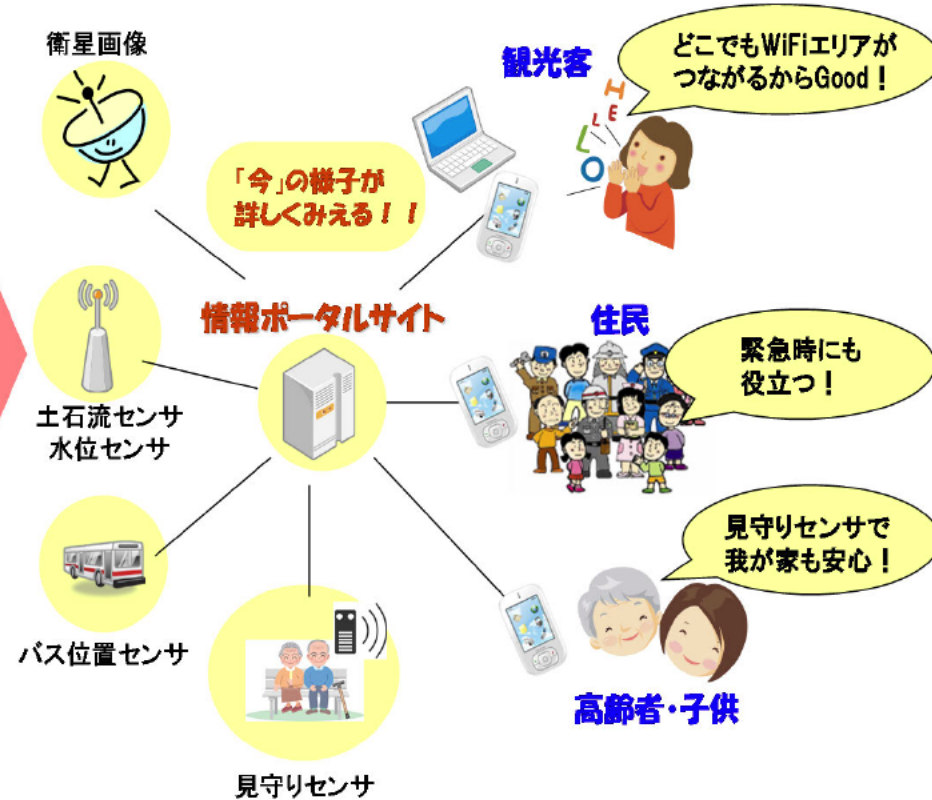 衛星画像
観光客
どこでもWiFiエリアが
つながるからGood！
HELLO
「今」の様子が
詳しくみえる！！
情報ポータルサイト
住民
緊急時にも
役立つ！
土石流センサ
水位センサ
見守りセンサで
我が家も安心！
バス位置センサ
高齢者・子供
見守りセンサ